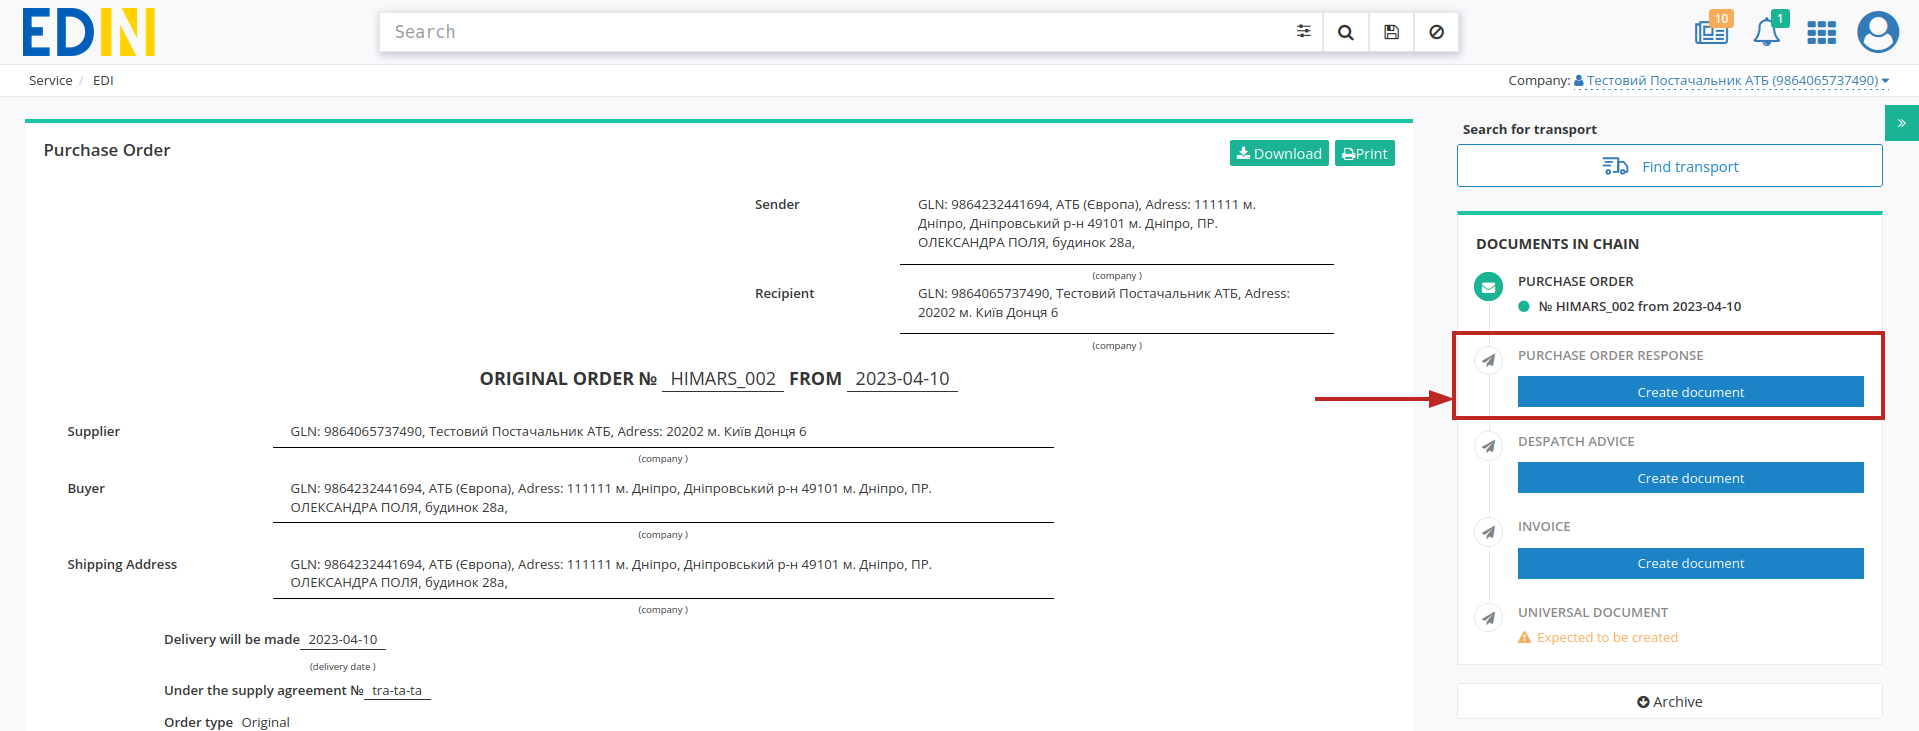 EDIN
Search
10
1
Service / EDI
Company: Тестовий Постачальник АТБ (9864065737490)
Purchase Order
Download
Print
Sender
GLN: 9864232441694, АТБ (Європа), Adress: 111111 м.
Дніпро, Дніпровський р-н 49101 м. Дніпро, ПР.
ОЛЕКСАНДРА ПОЛЯ, будинок 28а,
(company )
Recipient
GLN: 9864065737490, Тестовий Постачальник АТБ, Adress:
20202 м. Київ Донця 6
(company )
ORIGINAL ORDER № HIMARS_002 FROM 2023-04-10
Supplier
GLN: 9864065737490, Тестовий Постачальник АТБ, Adress: 20202 м. Київ Донця 6
(company )
Buyer
GLN: 9864232441694, АТБ (Європа), Adress: 111111 м. Дніпро, Дніпровський р-н 49101 м. Дніпро, ПР.
ОЛЕКСАНДРА ПОЛЯ, будинок 28а,
(company )
Shipping Address
GLN: 9864232441694, АТБ (Європа), Adress: 111111 м. Дніпро, Дніпровський р-н 49101 м. Дніпро, ПР.
ОЛЕКСАНДРА ПОЛЯ, будинок 28а,
(company )
Delivery will be made 2023-04-10
(delivery date )
Under the supply agreement № tra-ta-ta
Order type Original
Search for transport
Find transport
DOCUMENTS IN CHAIN
PURCHASE ORDER
№ HIMARS_002 from 2023-04-10
PURCHASE ORDER RESPONSE
Create document
DESPATCH ADVICE
Create document
INVOICE
Create document
UNIVERSAL DOCUMENT
Expected to be created
Archive